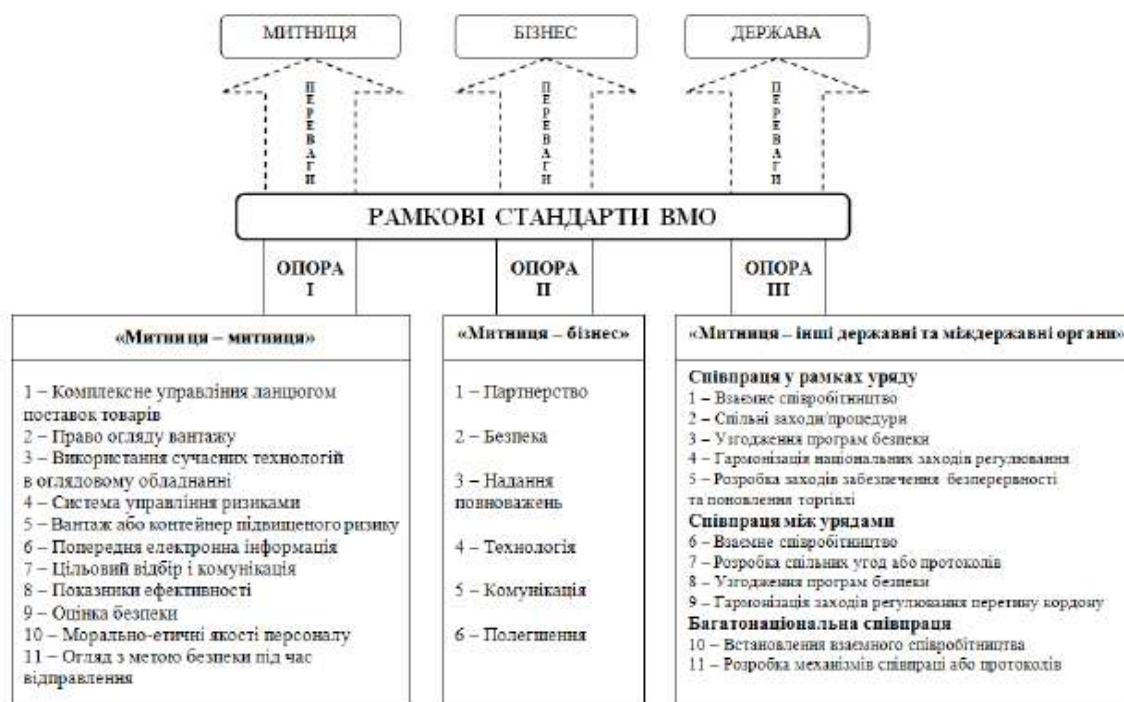 МИТНИЦЯ
БІЗНЕС
ДЕРЖАВА
ПЕРЕВАГИ
ПЕРЕВАГИ
ПЕРЕВАГИ
РАМКОВІ СТАНДАРТИ ВМО
ОПОРА
I
ОПОРА
II
ОПОРА
III
«Митниця – митниця»
1 – Комплексне управління ланцюгом
поставок товарів
2 – Право огляду вантажу
3 – Використання сучасних технологій
в оглядовому обладнанні
4 – Система управління ризиками
5 – Вантаж або контейнер підвищеного ризику
6 – Попередня електронна інформація
7 – Цільовий відбір і комунікація
8 – Показники ефективності
9 – Оцінка безпеки
10 – Морально-етичні якості персоналу
11 – Огляд з метою безпеки під час
відправлення
«Митниця – бізнес»
1 – Партнерство
2 – Безпека
3 – Надання
повноважень
4 – Технологія
5 – Комунікація
6 – Полегшення
«Митниця – інші державні та міждержавні органи»
Співпраця у рамках уряду
1 – Взаємне співробітництво
2 – Спільні заходи/процедури
3 – Узгодження програм безпеки
4 – Гармонізація національних заходів регулювання
5 – Розробка заходів забезпечення безперервності
та поновлення торгівлі
Співпраця між урядами
6 – Взаємне співробітництво
7 – Розробка спільних угод або протоколів
8 – Узгодження програм безпеки
9 – Гармонізація заходів регулювання перетину кордону
Багатонаціональна співпраця
10 – Встановлення взаємного співробітництва
11 – Розробка механізмів співпраці або протоколів